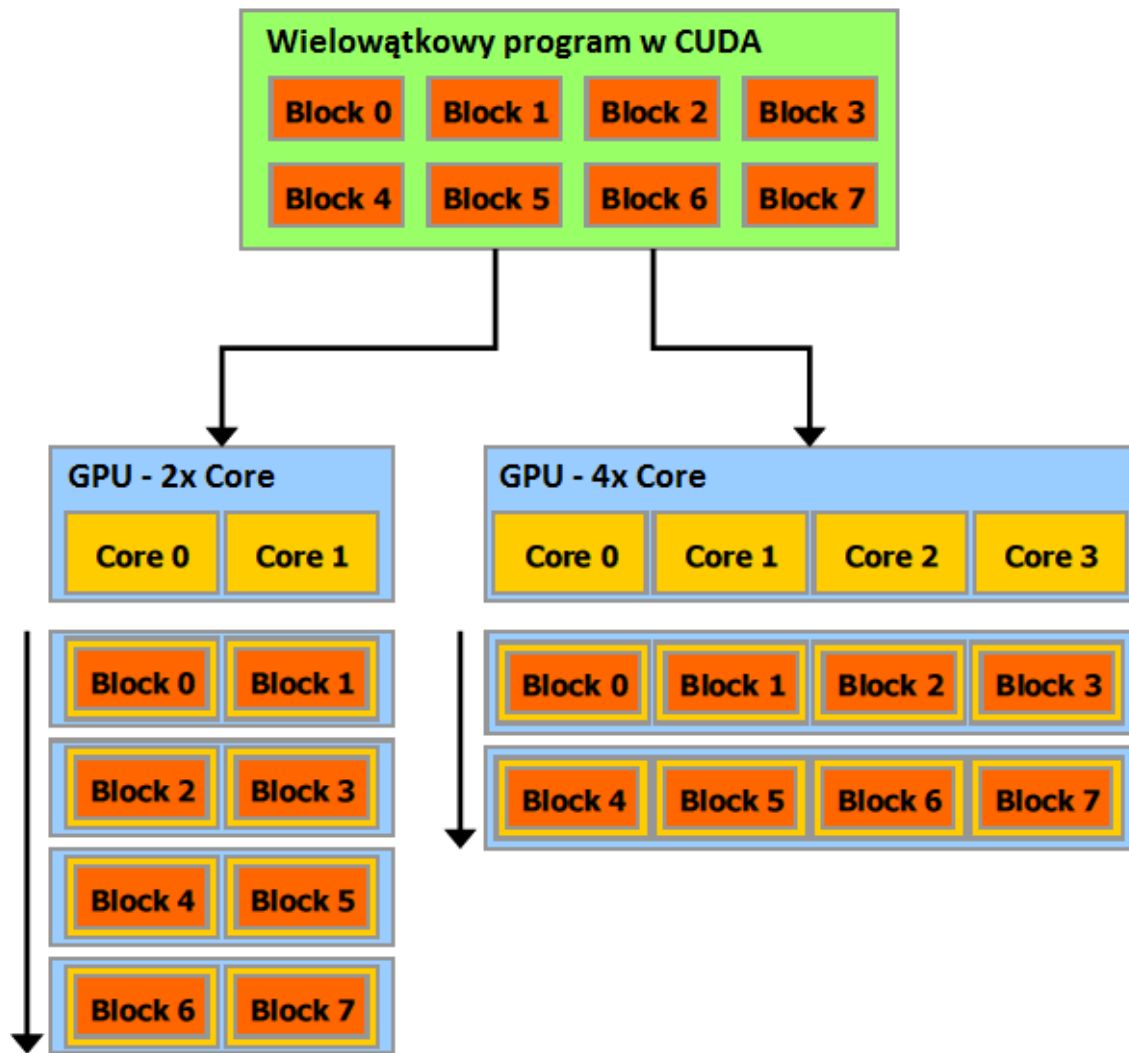 Wielowątkowy program w CUDA
Block 0 Block 1 Block 2 Block 3
Block 4 Block 5 Block 6 Block 7
GPU - 2x Core
Core 0 Core 1
Block 0 Block 1
Block 2 Block 3
Block 4 Block 5
Block 6 Block 7
GPU - 4x Core
Core 0 Core 1 Core 2 Core 3
Block 0 Block 1 Block 2 Block 3
Block 4 Block 5 Block 6 Block 7